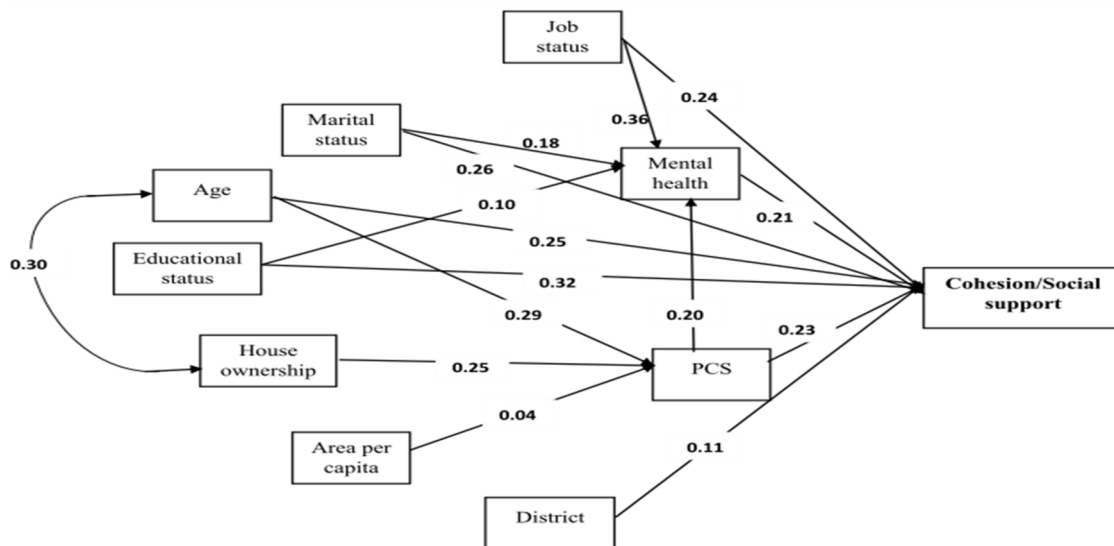 Job
status
0.24
Marital
status
0.36
0.18
Mental
health
0.26
Age
0.10
0.21
0.25
Educational
status
0.30
0.32
Cohesion/Social
support
0.29
0.20
0.23
House
ownership
0.25
PCS
0.04
Area per
capita
0.11
District